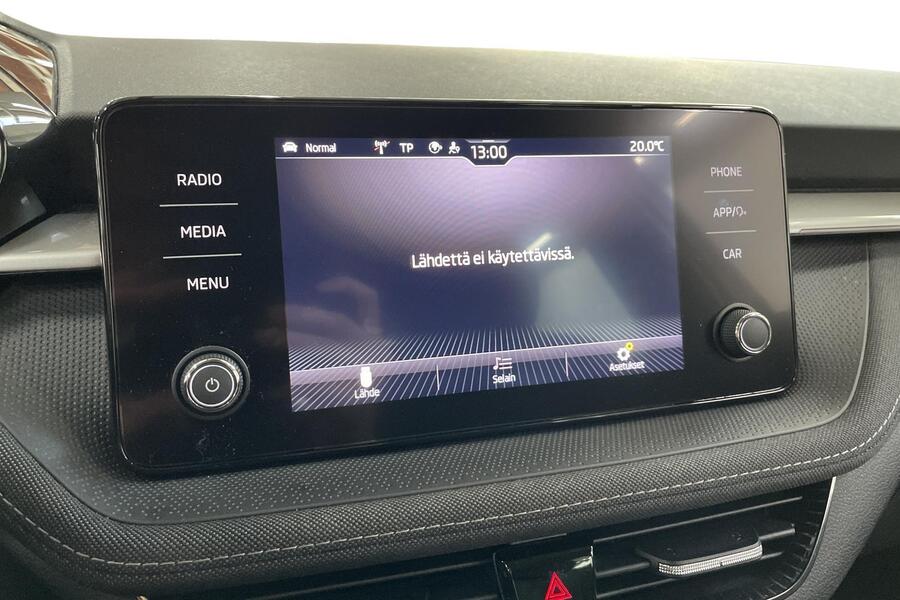 Normal TP 13:00 20.0°C
RADIO
MEDIA
MENU
PHONE
APP/
CAR
Lähdettä ei käytettävissä.
Lähde Selain Asetukset